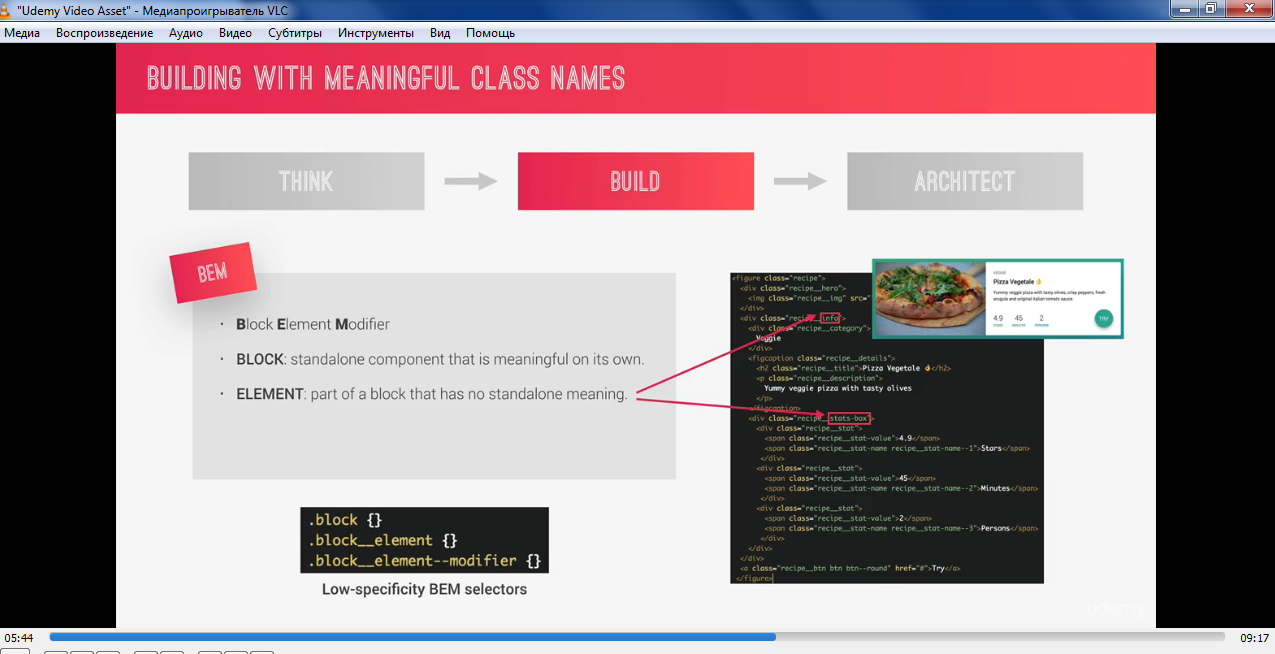 "Udemy Video Asset" - Медиапроигрыватель VLC
Медиа Воспроизведение Аудио Видео Субтитры Инструменты Вид Помощь
BUILDING WITH MEANINGFUL CLASS NAMES
THINK
BUILD
ARCHITECT
BEM
· Block Element Modifier
· BLOCK: standalone component that is meaningful on its own.
· ELEMENT: part of a block that has no standalone meaning.
.block {}
.block__element {}
.block__element--modifier {}
Low-specificity BEM selectors
<figure class="recipe">
<div class="recipe__hero">
<img class="recipe__img" src="
</div>
<div class="recipe__info">
<div class="recipe__category">
Veggie
</div>
<figcaption class="recipe__details">
<h2 class="recipe__title">Pizza Vegetale 👌</h2>
<p class="recipe__description">
Yummy veggie pizza with tasty olives
</p>
</figcaption>
<div class="recipe__stats-box">
<div class="recipe__stat">
<span class="recipe__stat-value">4.9</span>
<span class="recipe__stat-name recipe__stat-name--1">Stars</span>
</div>
<div class="recipe__stat">
<span class="recipe__stat-value">45</span>
<span class="recipe__stat-name recipe__stat-name--2">Minutes</span>
</div>
<div class="recipe__stat">
<span class="recipe__stat-value">2</span>
<span class="recipe__stat-name recipe__stat-name--3">Persons</span>
</div>
</div>
</div>
<a class="recipe__btn btn btn--round" href="#">Try</a>
</figure>
VEGGIE
Pizza Vegetale 👌
Yummy veggie pizza with tasty olives, crisp peppers, fresh
arugula and original italian tomato sauce.
4.9 45 2
STARS MINUTES PERSONS
TRY
udemy
05:44
09:17